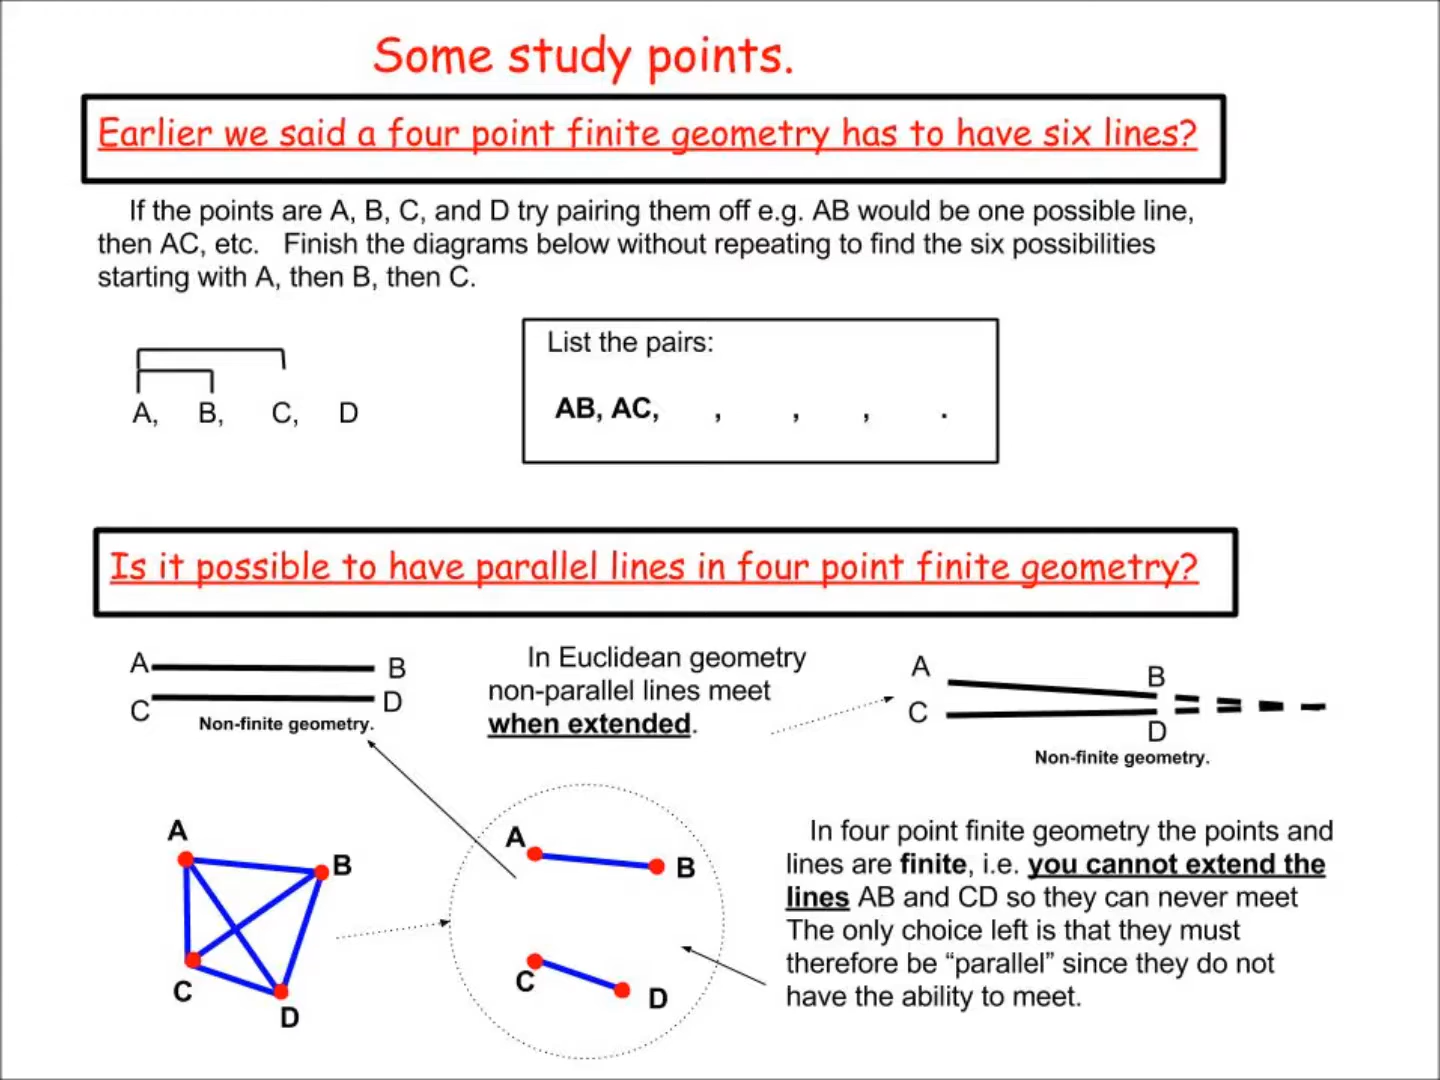 Some study points.
Earlier we said a four point finite geometry has to have six lines?
If the points are A, B, C, and D try pairing them off e.g. AB would be one possible line,
then AC, etc. Finish the diagrams below without repeating to find the six possibilities
starting with A, then B, then C.
A, B, C, D
List the pairs:
AB, AC, , , , .
Is it possible to have parallel lines in four point finite geometry?
A B
C D
Non-finite geometry.
In Euclidean geometry
non-parallel lines meet
when extended.
A B
C D
Non-finite geometry.
A
B
C
D
A
B
C
D
In four point finite geometry the points and
lines are finite, i.e. you cannot extend the
lines AB and CD so they can never meet
The only choice left is that they must
therefore be “parallel” since they do not
have the ability to meet.